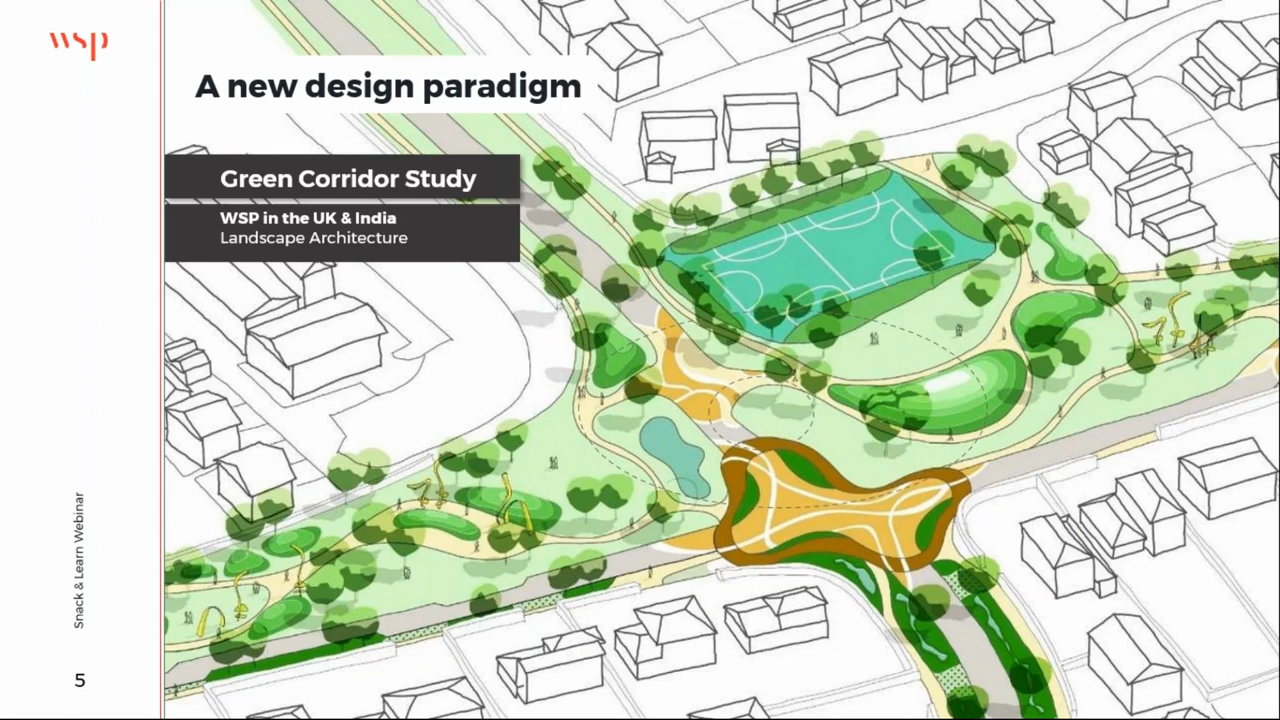 wsp
A new design paradigm
Green Corridor Study
WSP in the UK & India
Landscape Architecture
Snack & Learn Webinar
5